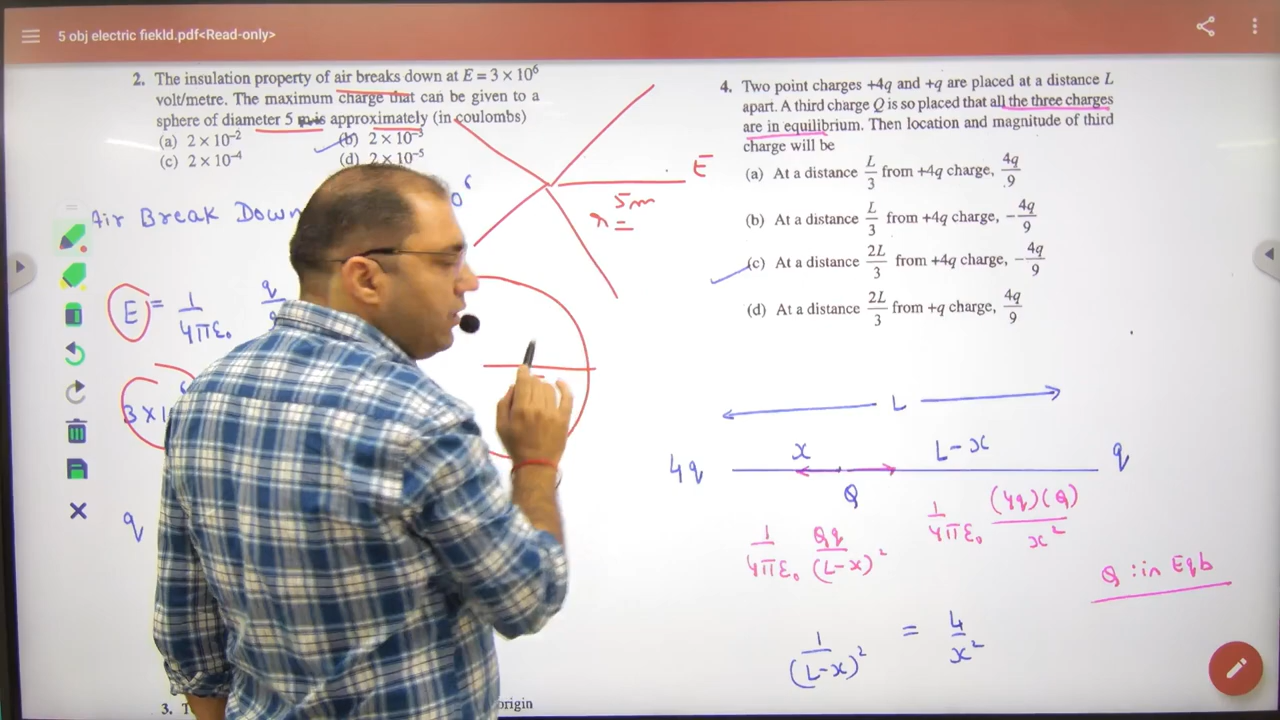 5 obj electric fiekld.pdf<Read-only>
2. The insulation property of air breaks down at E = 3 × 10⁶
volt/metre. The maximum charge that can be given to a
sphere of diameter 5 m is approximately (in coulombs)
(a) 2 × 10⁻² (b) 2 × 10⁻³
(c) 2 × 10⁻⁴ (d) 2 × 10⁻⁵
Air Break Down
E = 1/4πε₀ q
3 × 1
q
E
5m
r =
3.
origin
4. Two point charges +4q and +q are placed at a distance L
apart. A third charge Q is so placed that all the three charges
are in equilibrium. Then location and magnitude of third
charge will be
(a) At a distance L/3 from +4q charge, 4q/9
(b) At a distance L/3 from +4q charge, −4q/9
(c) At a distance 2L/3 from +4q charge, −4q/9
(d) At a distance 2L/3 from +q charge, 4q/9
L
x L-x
4q q
Q
1/4πε₀ Qq/(L-x)² 1/4πε₀ (4q)(Q)/x²
Q : in Eqb
1/(L-x)² = 4/x²